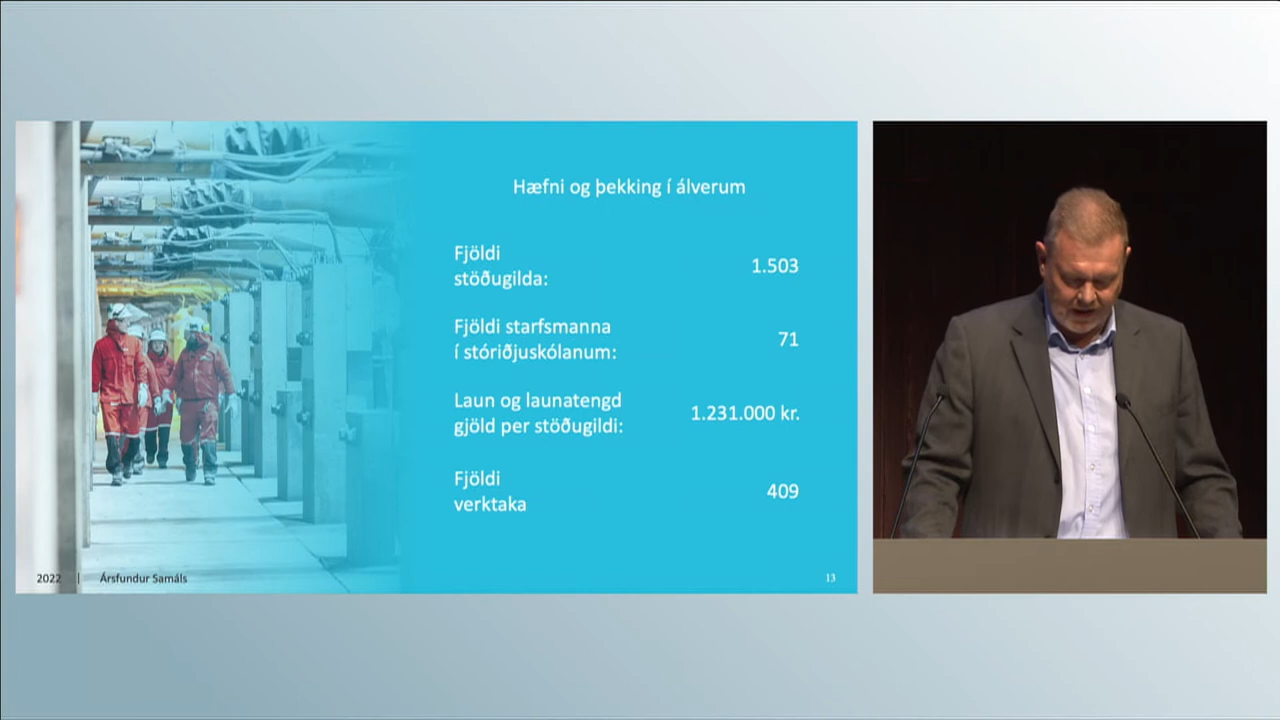 Hæfni og þekking í álverum
Fjöldi
stöðugilda:
1.503
Fjöldi starfsmanna
í stóriðjuskólanum:
71
Laun og launatengd
gjöld per stöðugildi:
1.231.000 kr.
Fjöldi
verktaka
409
2022 | Ársfundur Samáls
13